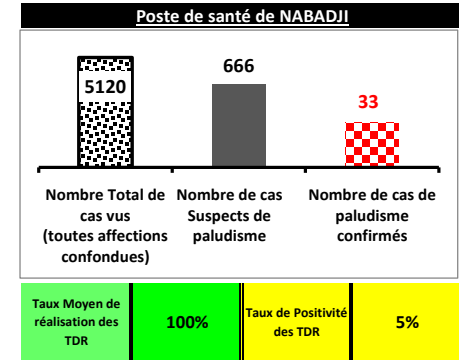 Poste de santé de NABADJI
5120
666
33
Nombre Total de
cas vus
(toutes affections
confondues)
Nombre de cas
Suspects de
paludisme
Nombre de cas de
paludisme
confirmés
Taux Moyen de
réalisation des
TDR
100%
Taux de Positivité
des TDR
5%